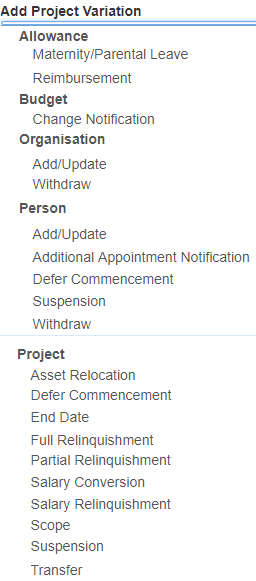 Add Project Variation
Allowance
Maternity/Parental Leave
Reimbursement
Budget
Change Notification
Organisation
Add/Update
Withdraw
Person
Add/Update
Additional Appointment Notification
Defer Commencement
Suspension
Withdraw
Project
Asset Relocation
Defer Commencement
End Date
Full Relinquishment
Partial Relinquishment
Salary Conversion
Salary Relinquishment
Scope
Suspension
Transfer